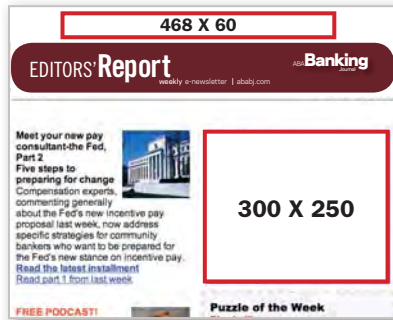 468 X 60
EDITORS' Report
weekly e-newsletter | ababj.com
ABA Banking
Journal
Meet your new pay
consultant-the Fed,
Part 2
Five steps to
preparing for change
Compensation experts,
commenting generally
about the Fed's new incentive pay
proposal last week, now address
specific strategies for community
bankers who want to be prepared for
the Fed's new stance on incentive pay.
Read the latest installment
Read part 1 from last week
300 X 250
FREE PODCAST!
Puzzle of the Week